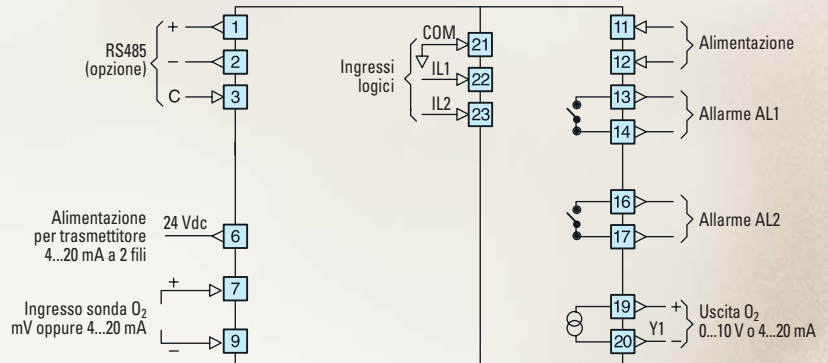 RS485
(opzione)
+
1
−
2
C
3
Alimentazione
per trasmettitore
4...20 mA a 2 fili
24 Vdc
6
Ingresso sonda O₂
mV oppure 4...20 mA
+
7
−
9
Ingressi
logici
COM
21
IL1
22
IL2
23
11
12
Alimentazione
13
14
Allarme AL1
16
17
Allarme AL2
19
+
20
Y1
−
Uscita O₂
0...10 V o 4...20 mA